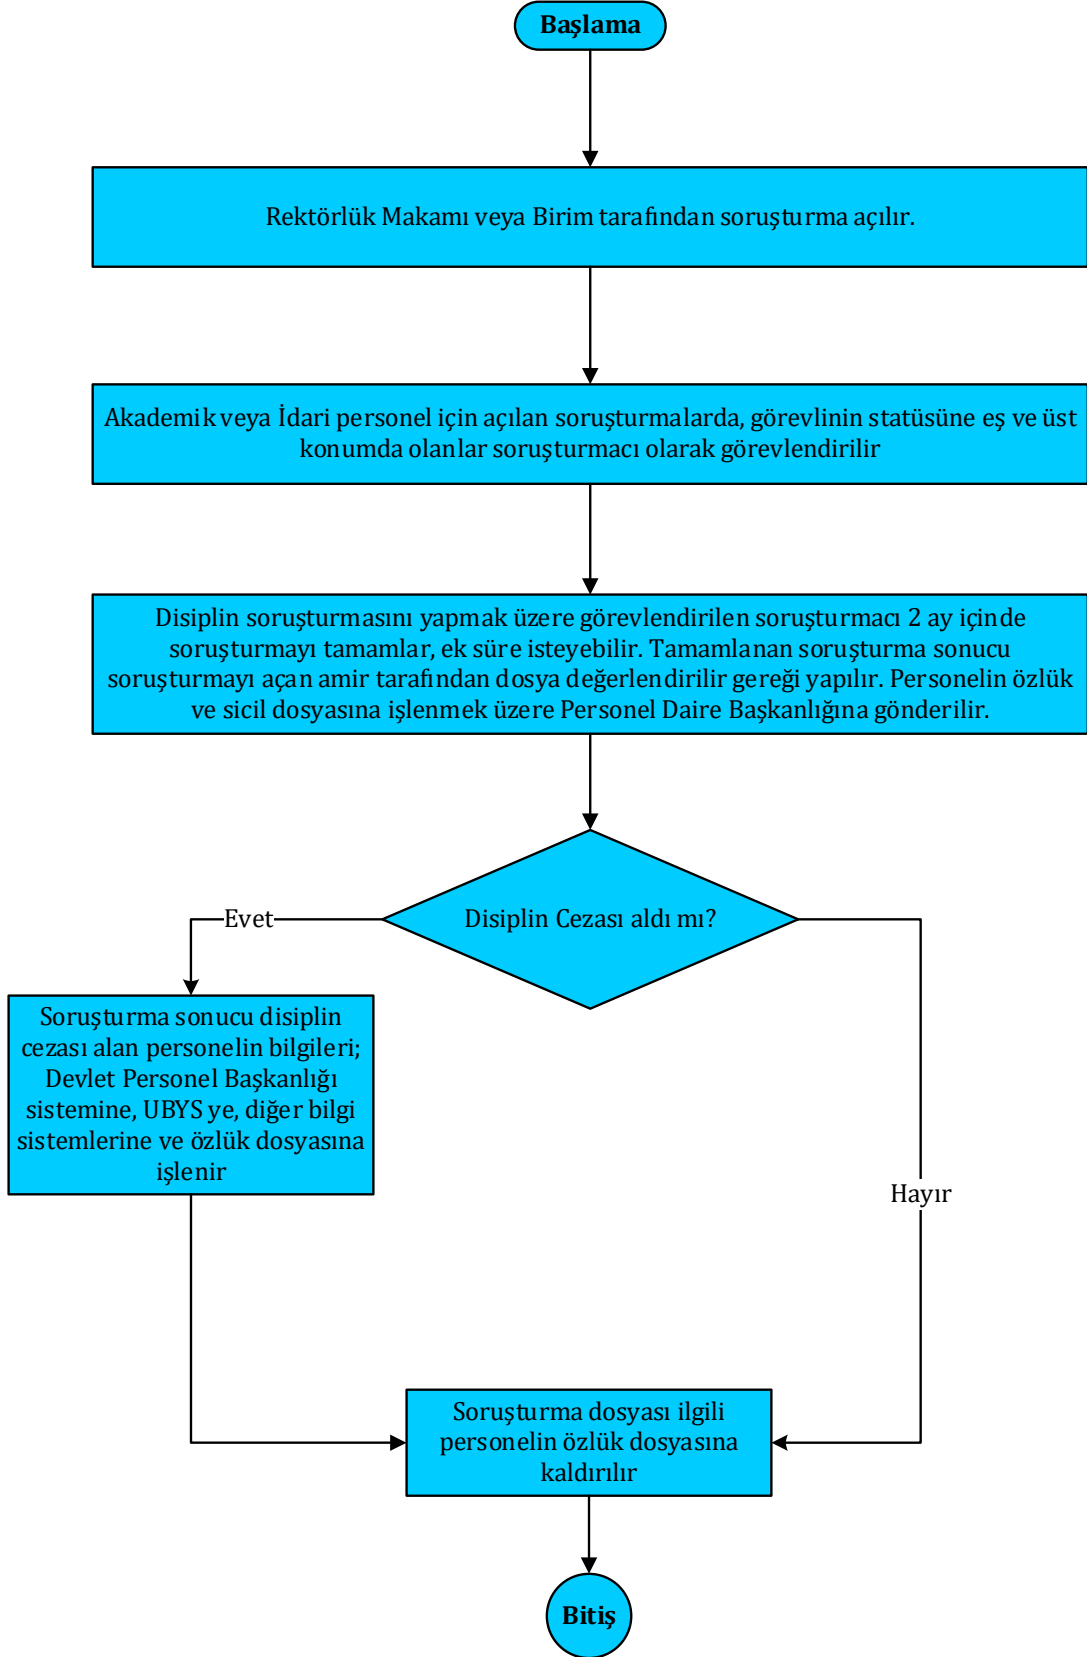 Başlama
Rektörlük Makamı veya Birim tarafından soruşturma açılır.
Akademik veya İdari personel için açılan soruşturmalarda, görevlinin statüsüne eş ve üst
konumda olanlar soruşturmacı olarak görevlendirilir
Disiplin soruşturmasını yapmak üzere görevlendirilen soruşturmacı 2 ay içinde
soruşturmayı tamamlar, ek süre isteyebilir. Tamamlanan soruşturma sonucu
soruşturmayı açan amir tarafından dosya değerlendirilir gereği yapılır. Personelin özlük
ve sicil dosyasına işlenmek üzere Personel Daire Başkanlığına gönderilir.
Disiplin Cezası aldı mı?
Evet
Soruşturma sonucu disiplin
cezası alan personelin bilgileri;
Devlet Personel Başkanlığı
sistemine, UBYS ye, diğer bilgi
sistemlerine ve özlük dosyasına
işlenir
Hayır
Soruşturma dosyası ilgili
personelin özlük dosyasına
kaldırılır
Bitiş